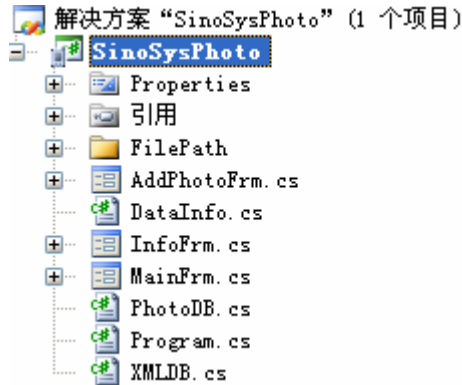 解决方案“SinoSysPhoto”(1 个项目)
SinoSysPhoto
Properties
引用
FilePath
AddPhotoFrm.cs
DataInfo.cs
InfoFrm.cs
MainFrm.cs
PhotoDB.cs
Program.cs
XMLDB.cs